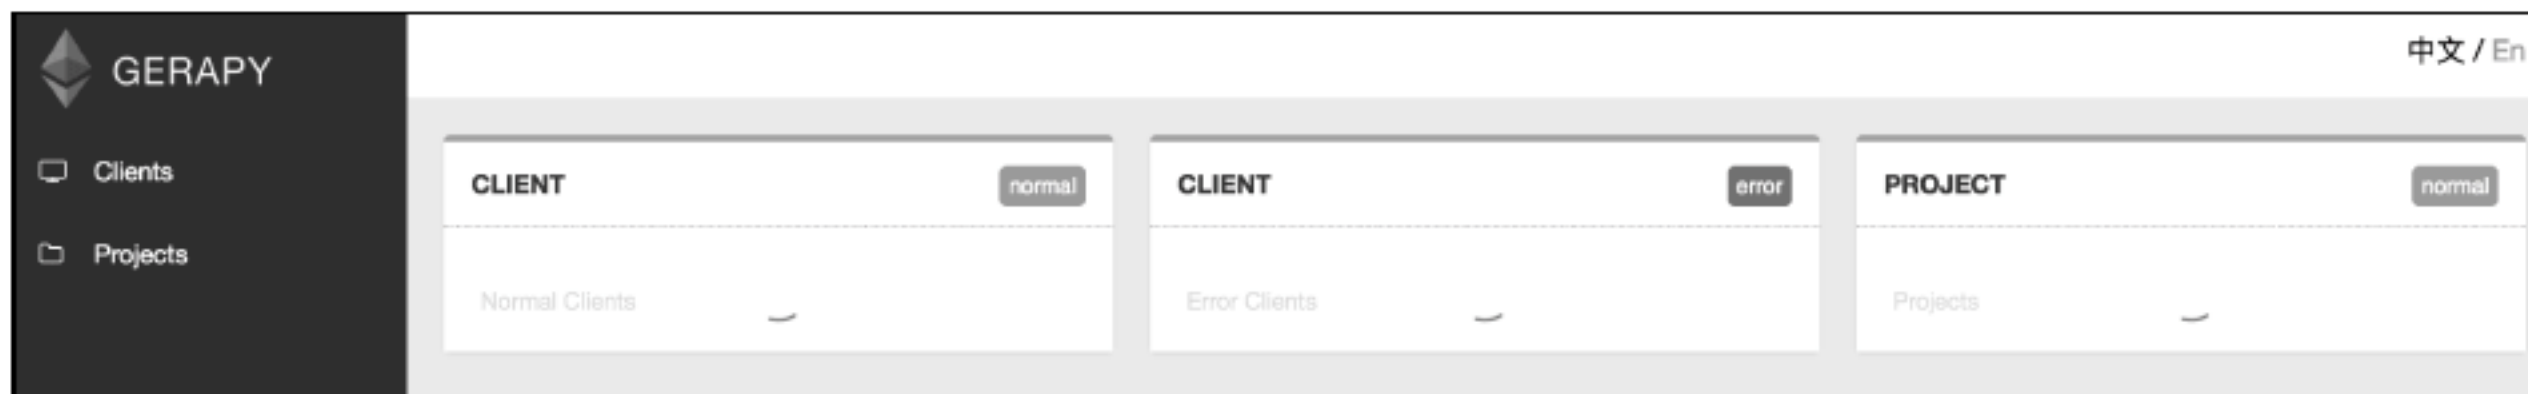 GERAPY
中文 / En
Clients
Projects
CLIENT normal
Normal Clients
CLIENT error
Error Clients
PROJECT normal
Projects